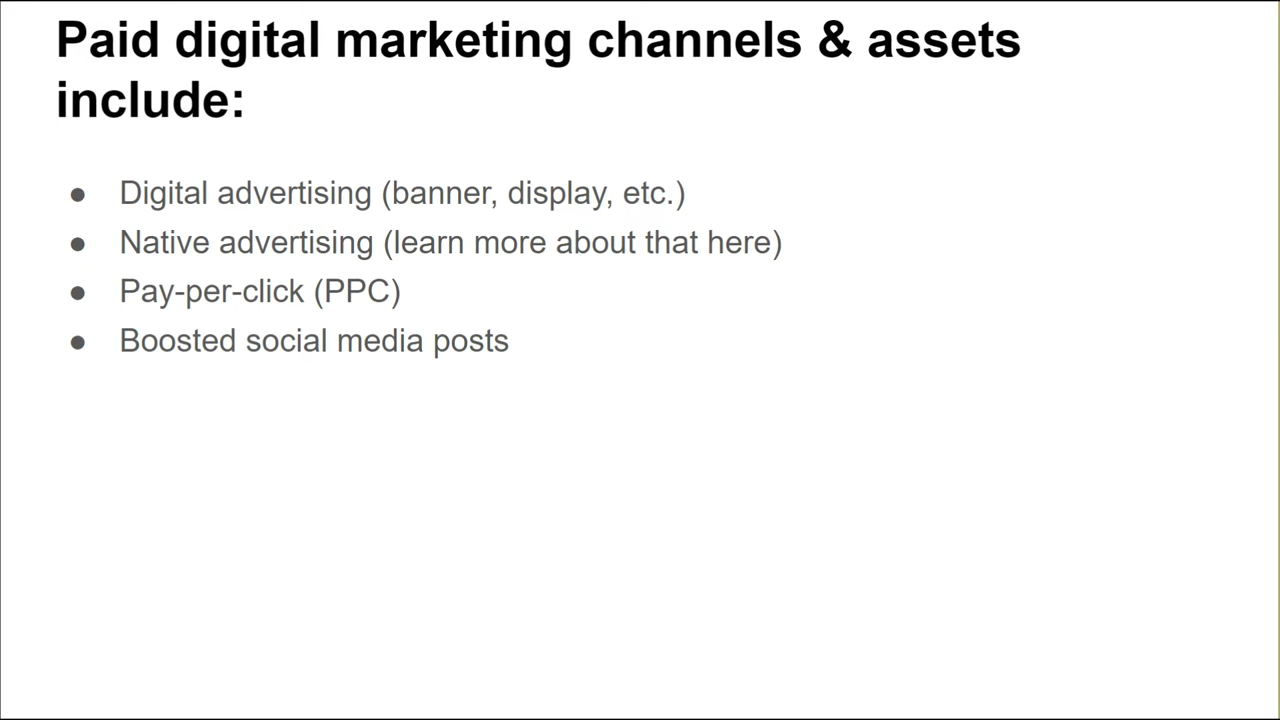 Paid digital marketing channels & assets
include:
● Digital advertising (banner, display, etc.)
● Native advertising (learn more about that here)
● Pay-per-click (PPC)
● Boosted social media posts